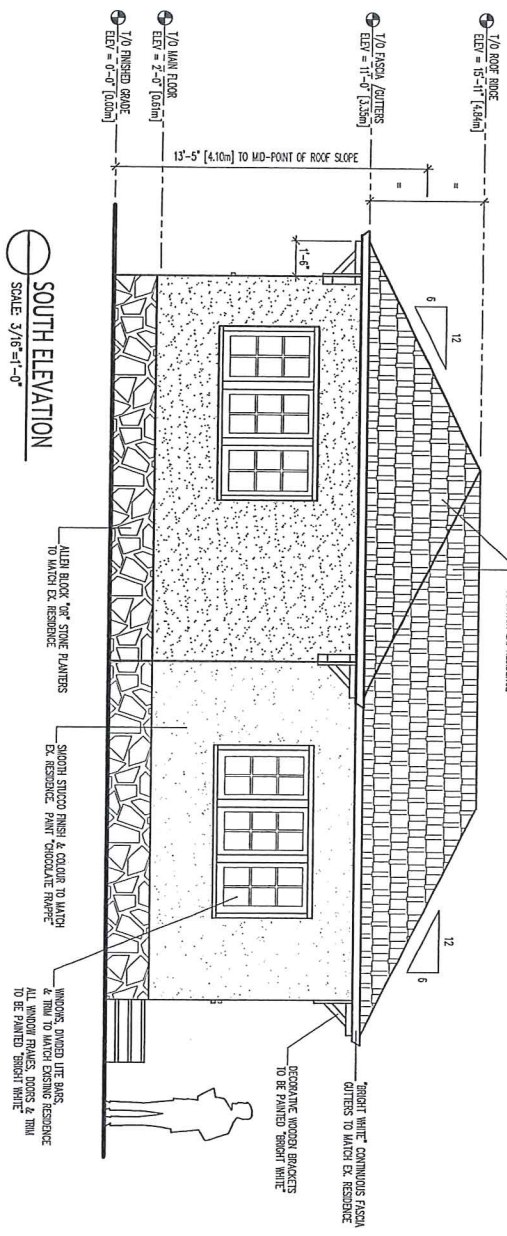 T/O ROOF RIDGE
ELEV = 15'-11" [4.84m]
T/O FASCIA /GUTTERS
ELEV = 11'-0" [3.35m]
T/O MAIN FLOOR
ELEV = 2'-0" [0.61m]
T/O FINISHED GRADE
ELEV = 0'-0" [0.00m]
13'-5" [4.10m] TO MID-POINT OF ROOF SLOPE
=
=
1'-6"
12
6
12
6
"BRIGHT WHITE" CONTINUOUS FASCIA
GUTTERS TO MATCH EX. RESIDENCE
DECORATIVE WOODEN BRACKETS
TO BE PAINTED "BRIGHT WHITE"
ALLEN BLOCK "OR" STONE PLANTERS
TO MATCH EX. RESIDENCE
SMOOTH STUCCO FINISH & COLOUR TO MATCH
EX. RESIDENCE. PAINT "CHOCOLATE FRAPPE"
WINDOWS, DIVIDED LITE BARS,
& TRIM TO MATCH EXISTING RESIDENCE
ALL WINDOW FRAMES, DOORS & TRIM
TO BE PAINTED "BRIGHT WHITE"
SOUTH ELEVATION
SCALE: 3/16"=1'-0"